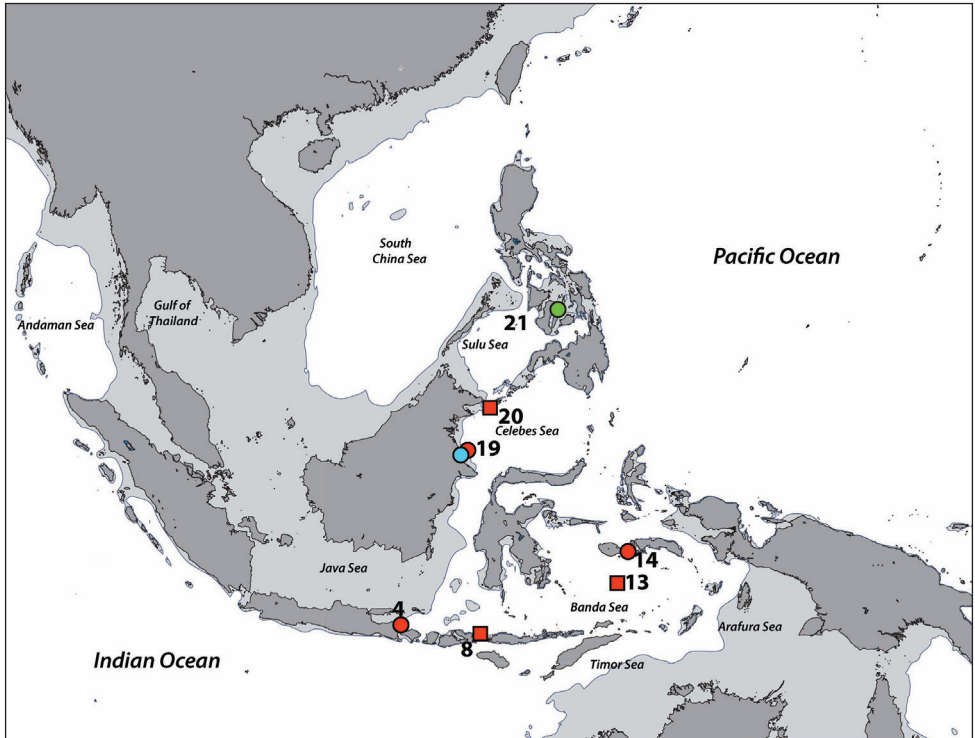 South
China Sea
Pacific Ocean
Gulf of
Thailand
Andaman Sea
21
Sulu Sea
20
Celebes Sea
19
14
Java Sea
13
4
Banda Sea
Arafura Sea
8
Indian Ocean
Timor Sea